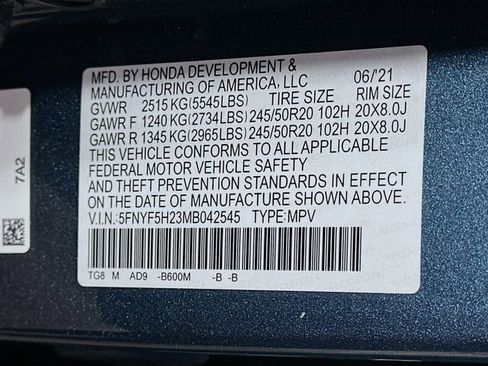 MFD. BY HONDA DEVELOPMENT &
MANUFACTURING OF AMERICA, LLC 06/'21
GVWR 2515 KG(5545LBS) TIRE SIZE RIM SIZE
GAWR F 1240 KG(2734LBS) 245/50R20 102H 20X8.0J
GAWR R 1345 KG(2965LBS) 245/50R20 102H 20X8.0J
THIS VEHICLE CONFORMS TO ALL APPLICABLE
FEDERAL MOTOR VEHICLE SAFETY
AND THEFT PREVENTION STANDARDS IN EFFECT
ON THE DATE OF MANUFACTURE SHOWN ABOVE.
V.I.N.:5FNYF5H23MB042545 TYPE:MPV
TG8 M AD9 -B600M -B -B
7A2